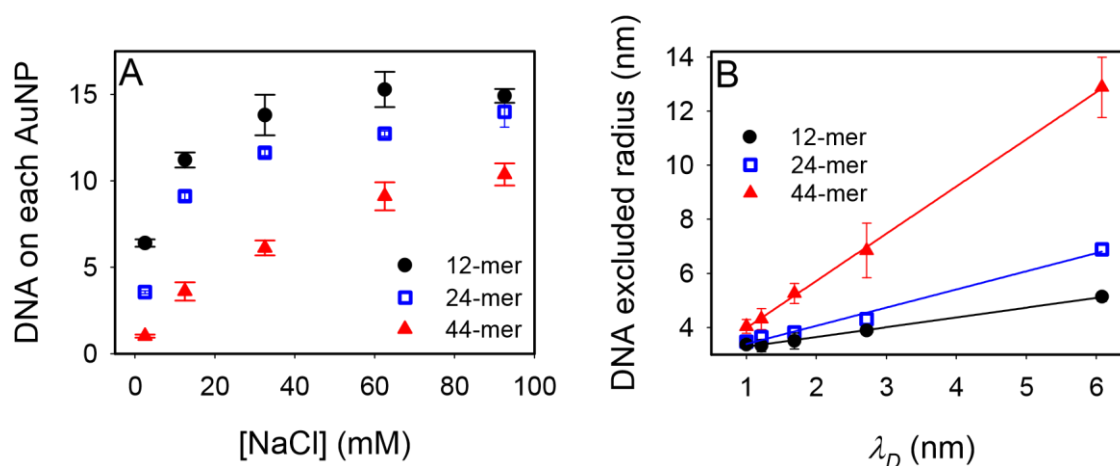 A
DNA on each AuNP
15
10
5
0
12-mer
24-mer
44-mer
0 20 40 60 80 100
[NaCl] (mM)
B
DNA excluded radius (nm)
14
12
10
8
6
4
12-mer
24-mer
44-mer
1 2 3 4 5 6
λD (nm)